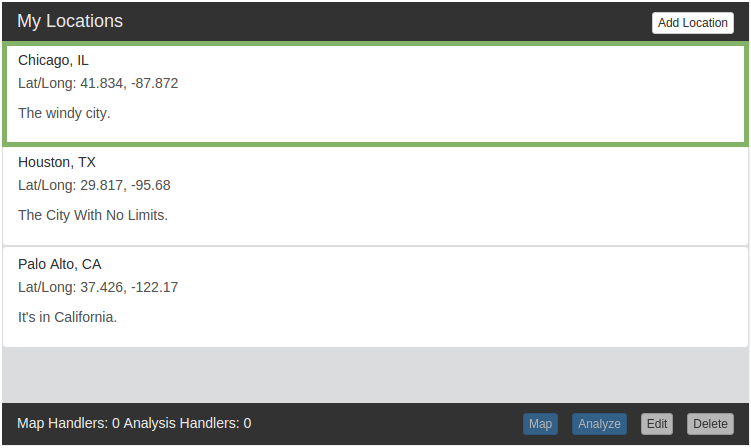 My Locations Add Location
Chicago, IL
Lat/Long: 41.834, -87.872
The windy city.
Houston, TX
Lat/Long: 29.817, -95.68
The City With No Limits.
Palo Alto, CA
Lat/Long: 37.426, -122.17
It's in California.
Map Handlers: 0 Analysis Handlers: 0 Map Analyze Edit Delete